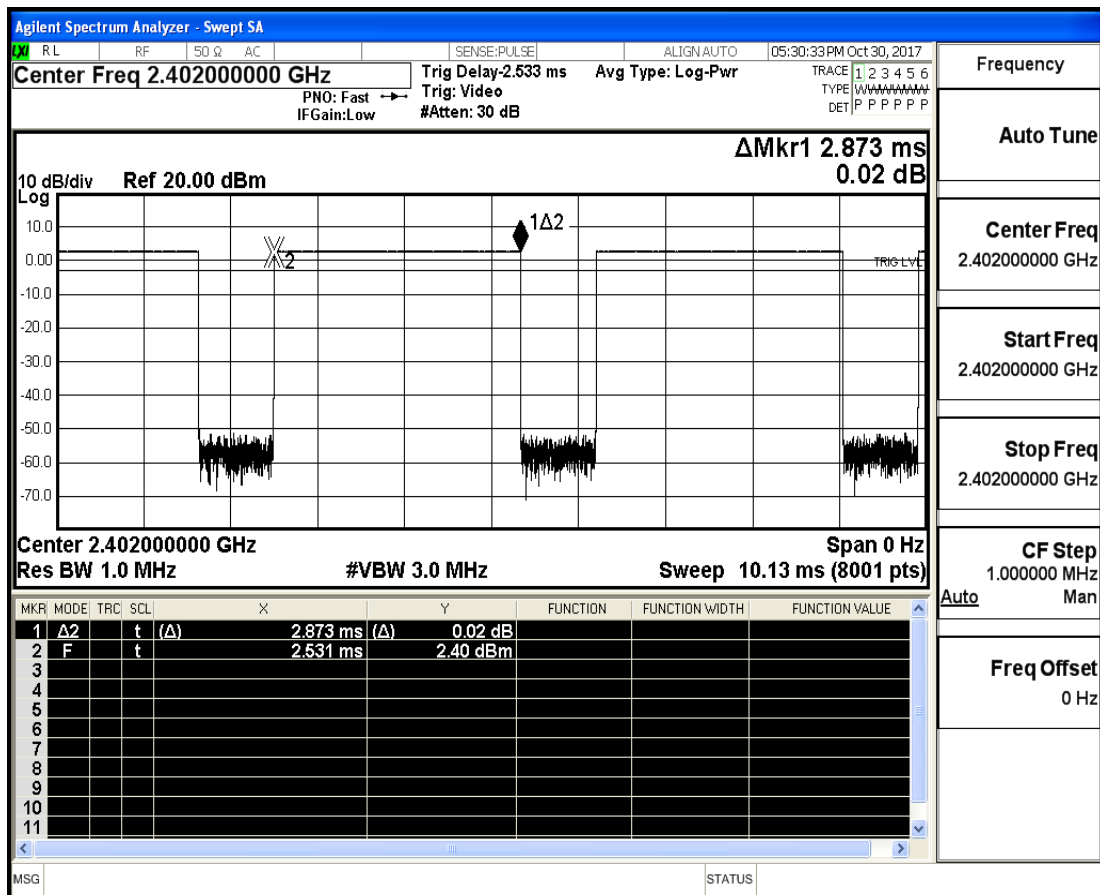 Agilent Spectrum Analyzer - Swept SA
LXI RL RF 50 Ω AC SENSE:PULSE ALIGN AUTO 05:30:33 PM Oct 30, 2017
Center Freq 2.402000000 GHz Trig Delay-2.533 ms Avg Type: Log-Pwr TRACE 1 2 3 4 5 6
PNO: Fast Trig: Video TYPE
IFGain:Low #Atten: 30 dB DET P P P P P P
ΔMkr1 2.873 ms
0.02 dB
10 dB/div Ref 20.00 dBm
Log
10.0
1Δ2
0.00
2
TRIG LVL
-10.0
-20.0
-30.0
-40.0
-50.0
-60.0
-70.0
Center 2.402000000 GHz Span 0 Hz
Res BW 1.0 MHz #VBW 3.0 MHz Sweep 10.13 ms (8001 pts)
MKR MODE TRC SCL X Y FUNCTION FUNCTION WIDTH FUNCTION VALUE
1 Δ2 t (Δ) 2.873 ms (Δ) 0.02 dB
2 F t 2.531 ms 2.40 dBm
3
4
5
6
7
8
9
10
11
MSG STATUS
Frequency
Auto Tune
Center Freq
2.402000000 GHz
Start Freq
2.402000000 GHz
Stop Freq
2.402000000 GHz
CF Step
1.000000 MHz
Auto Man
Freq Offset
0 Hz